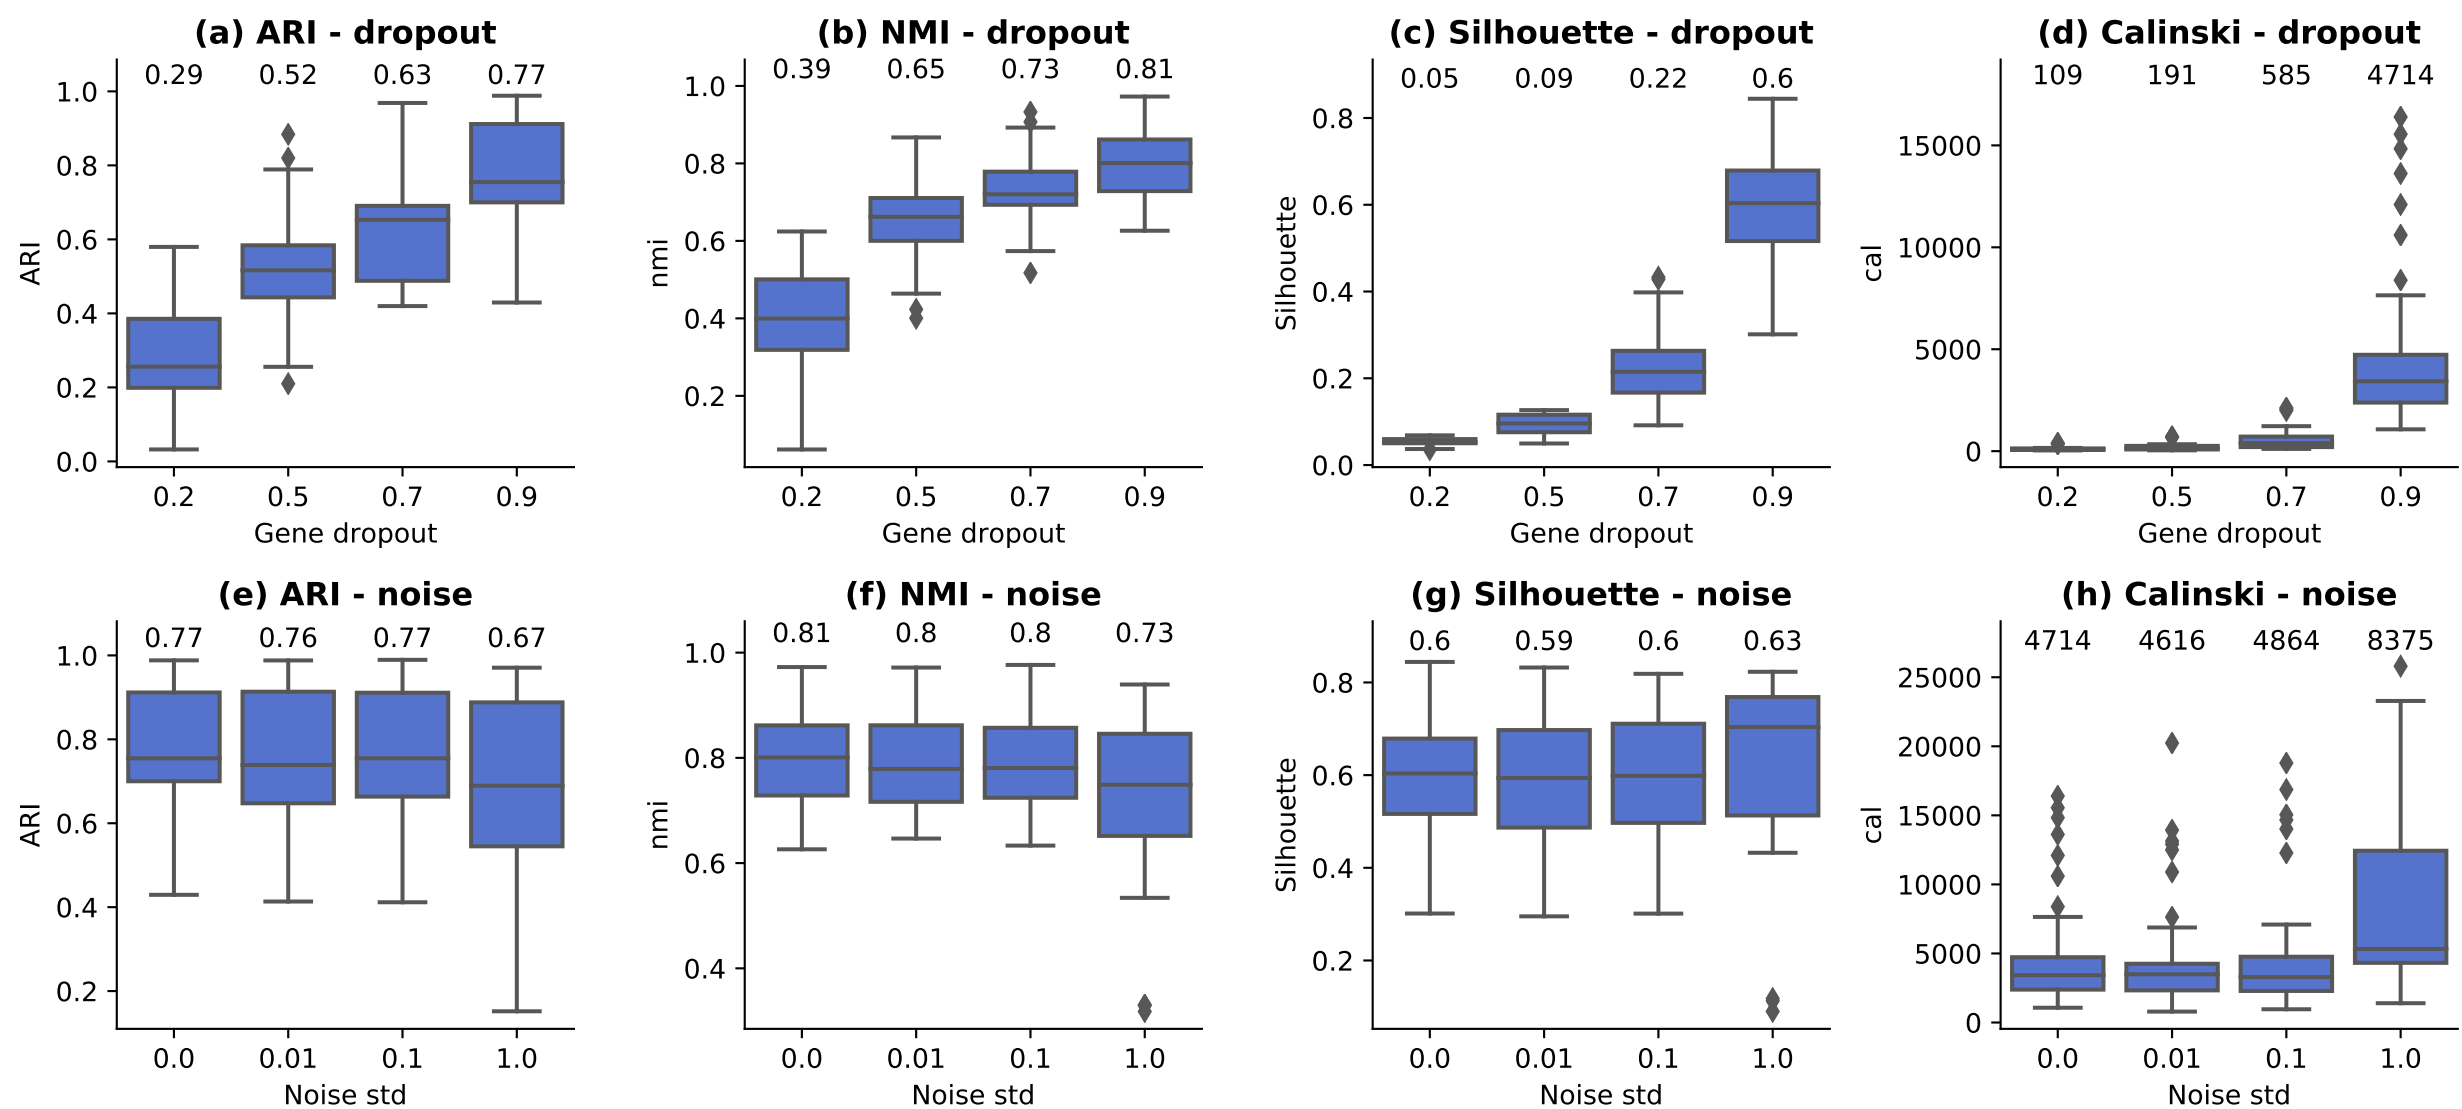 (a) ARI - dropout
0.29 0.52 0.63 0.77
1.0
0.8
0.6
0.4
0.2
0.0
ARI
0.2 0.5 0.7 0.9
Gene dropout
(b) NMI - dropout
0.39 0.65 0.73 0.81
1.0
0.8
0.6
0.4
0.2
nmi
0.2 0.5 0.7 0.9
Gene dropout
(c) Silhouette - dropout
0.05 0.09 0.22 0.6
0.8
0.6
0.4
0.2
0.0
Silhouette
0.2 0.5 0.7 0.9
Gene dropout
(d) Calinski - dropout
109 191 585 4714
15000
10000
5000
0
cal
0.2 0.5 0.7 0.9
Gene dropout
(e) ARI - noise
0.77 0.76 0.77 0.67
1.0
0.8
0.6
0.4
0.2
ARI
0.0 0.01 0.1 1.0
Noise std
(f) NMI - noise
0.81 0.8 0.8 0.73
1.0
0.8
0.6
0.4
nmi
0.0 0.01 0.1 1.0
Noise std
(g) Silhouette - noise
0.6 0.59 0.6 0.63
0.8
0.6
0.4
0.2
Silhouette
0.0 0.01 0.1 1.0
Noise std
(h) Calinski - noise
4714 4616 4864 8375
25000
20000
15000
10000
5000
0
cal
0.0 0.01 0.1 1.0
Noise std